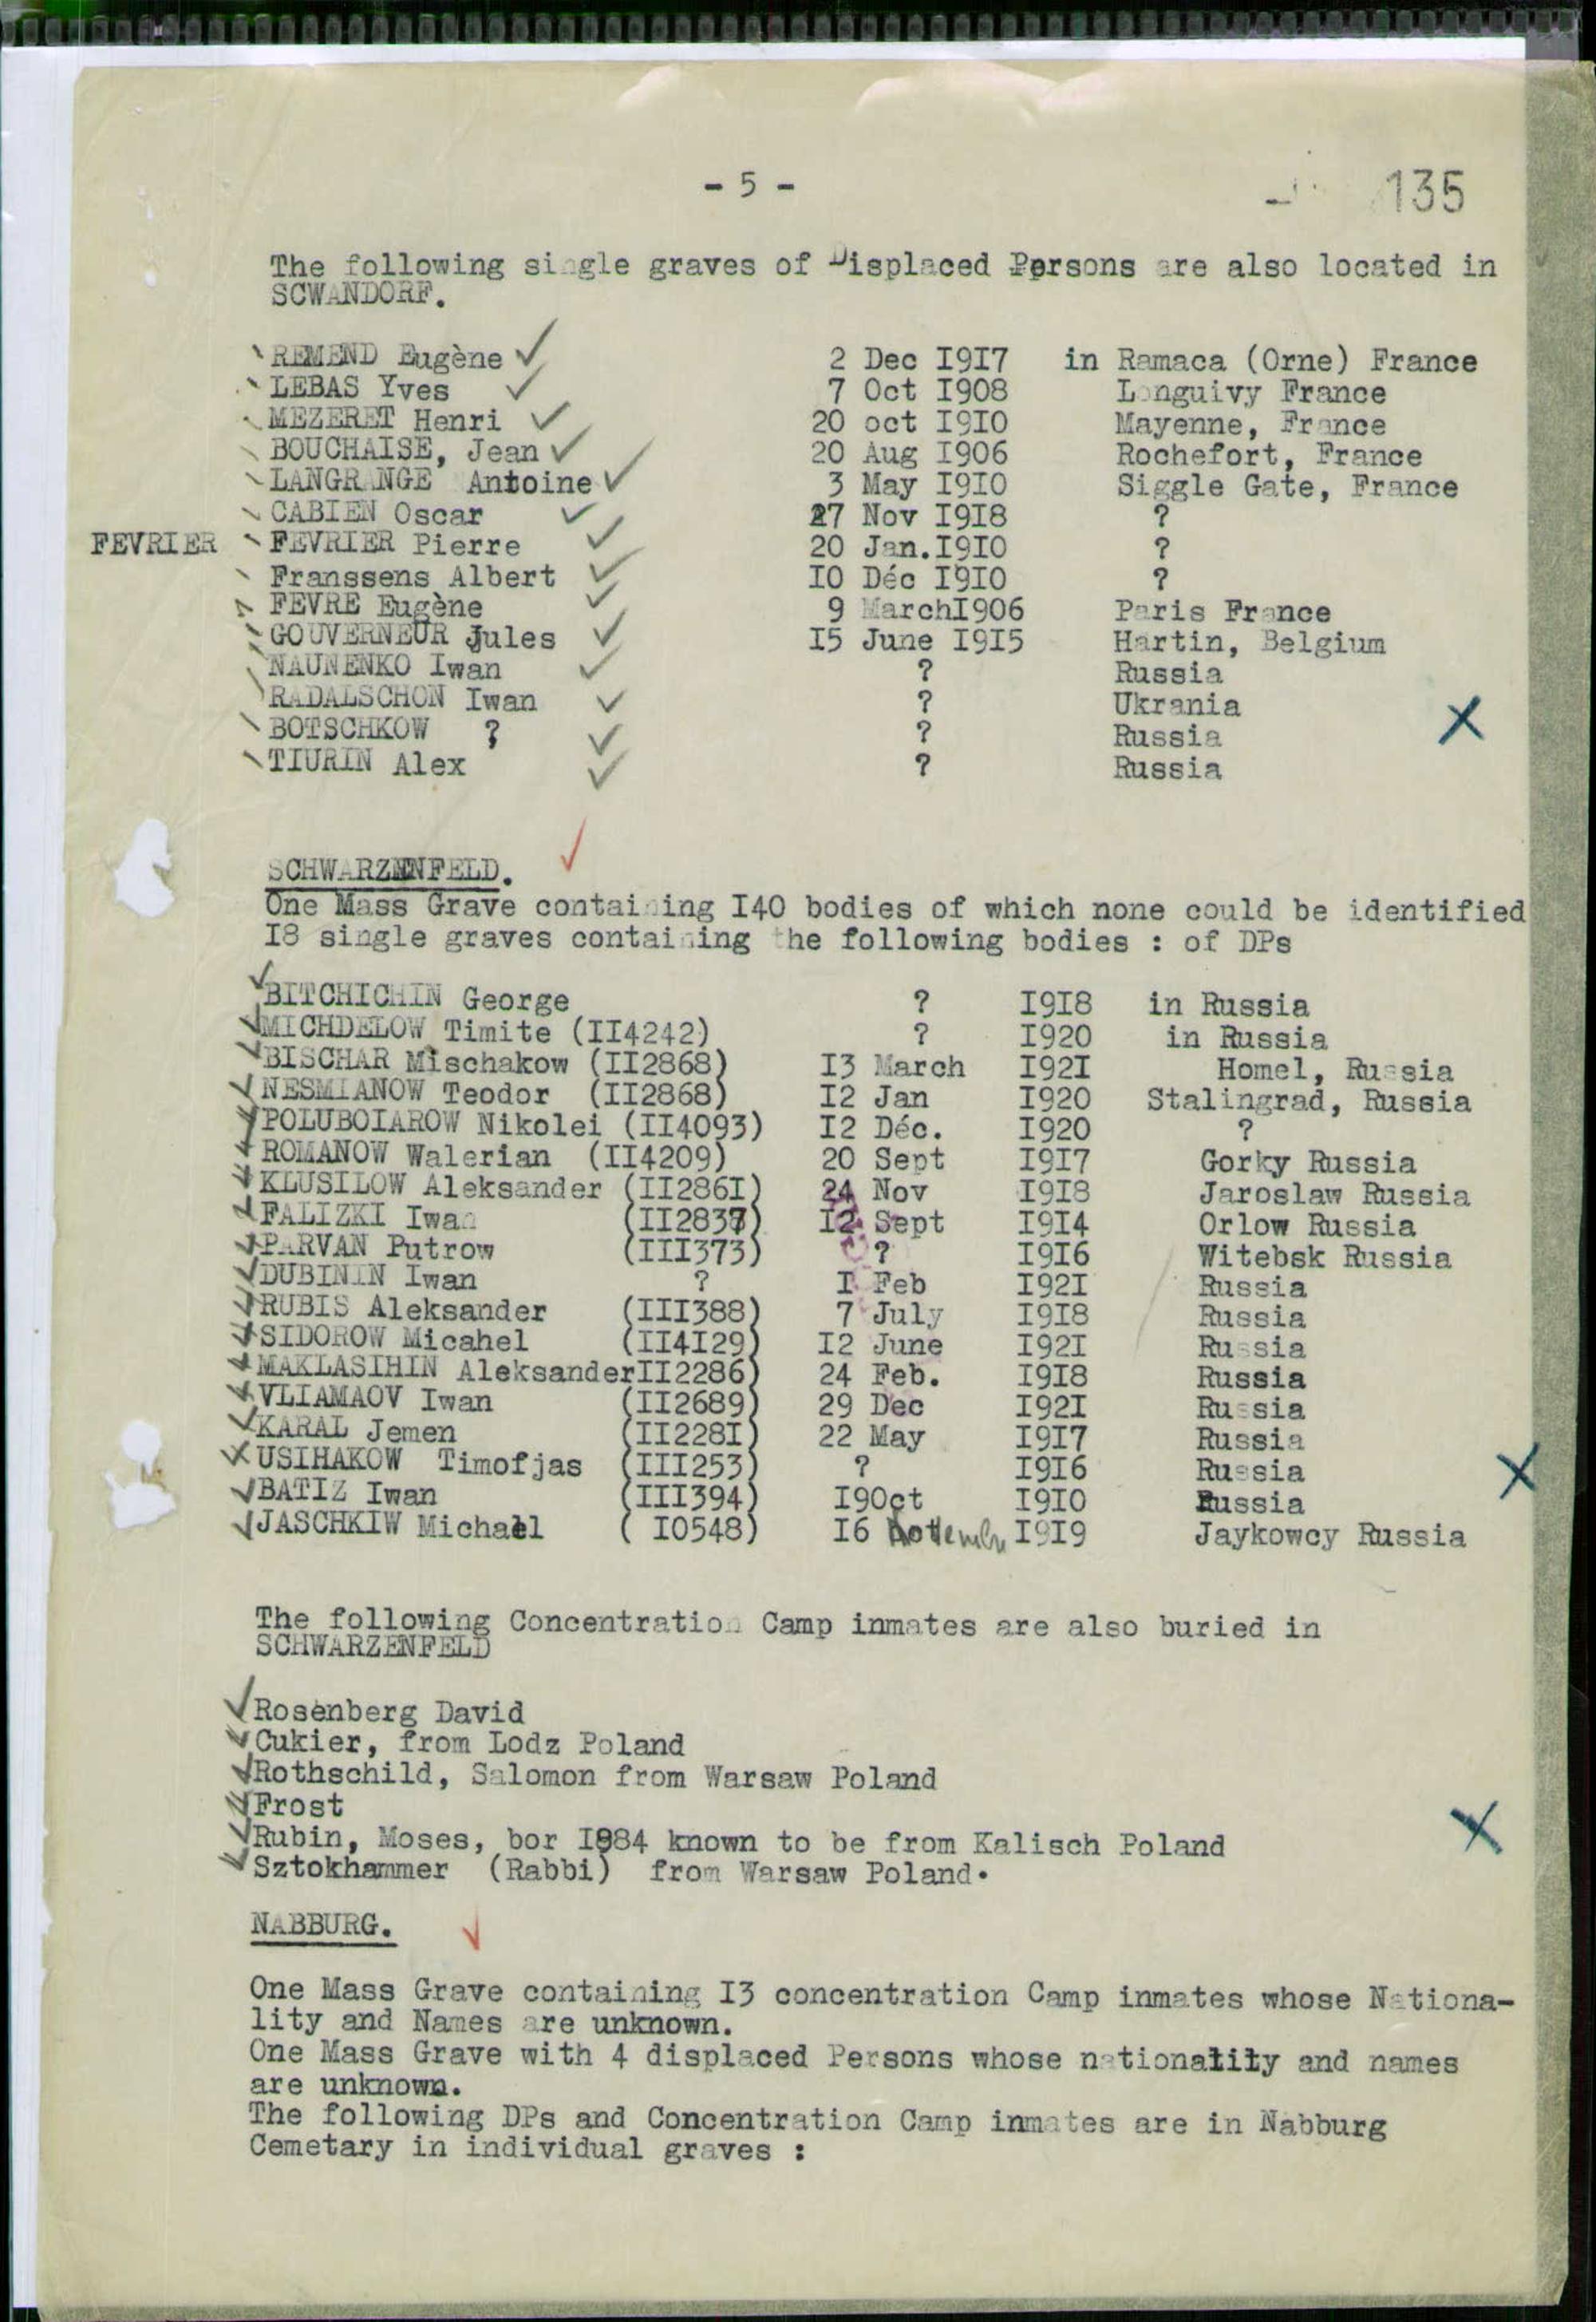 - 5 -
135
The following single graves of Displaced Persons are also located in
SCWANDORF.
REMEND Eugène 2 Dec I9I7 in Ramaca (Orne) France
LEBAS Yves 7 Oct I908 Longuivy France
MEZERET Henri 20 oct I9I0 Mayenne, France
BOUCHAISE, Jean 20 Aug I906 Rochefort, France
LANGRANGE Antoine 3 May I9I0 Siggle Gate, France
CABIEN Oscar 27 Nov I9I8 ?
FEVRIER FEVRIER Pierre 20 Jan.I9I0 ?
Franssens Albert I0 Déc I9I0 ?
FEVRE Eugène 9 MarchI906 Paris France
GOUVERNEUR Jules I5 June I9I5 Hartin, Belgium
NAUNENKO Iwan ? Russia
RADALSCHON Iwan ? Ukrania
BOTSCHKOW ? ? Russia
TIURIN Alex ? Russia
SCHWARZENFELD.
One Mass Grave containing I40 bodies of which none could be identified
I8 single graves containing the following bodies : of DPs
BITCHICHIN George ? I9I8 in Russia
MICHDELOW Timite (II4242) ? I920 in Russia
BISCHAR Mischakow (II2868) I3 March I92I Homel, Russia
NESMIANOW Teodor (II2868) I2 Jan I920 Stalingrad, Russia
POLUBOIAROW Nikolei (II4093) I2 Déc. I920 ?
ROMANOW Walerian (II4209) 20 Sept I9I7 Gorky Russia
KLUSILOW Aleksander (II286I) 24 Nov I9I8 Jaroslaw Russia
FALIZKI Iwan (II2837) I2 Sept I9I4 Orlow Russia
PARVAN Putrow (III373) ? I9I6 Witebsk Russia
DUBININ Iwan ? I Feb I92I Russia
RUBIS Aleksander (III388) 7 July I9I8 Russia
SIDOROW Micahel (II4I29) I2 June I92I Russia
MAKLASIHIN AleksanderII2286) 24 Feb. I9I8 Russia
VLIAMAOV Iwan (II2689) 29 Dec I92I Russia
KARAL Jemen (II228I) 22 May I9I7 Russia
USIHAKOW Timofjas (III253) ? I9I6 Russia
BATIZ Iwan (III394) I9Oct I9I0 Russia
JASCHKIW Michael ( I0548) I6 November I9I9 Jaykowcy Russia
The following Concentration Camp inmates are also buried in
SCHWARZENFELD
Rosenberg David
Cukier, from Lodz Poland
Rothschild, Salomon from Warsaw Poland
Frost
Rubin, Moses, bor I884 known to be from Kalisch Poland
Sztokhammer (Rabbi) from Warsaw Poland.
NABBURG.
One Mass Grave containing I3 concentration Camp inmates whose Nationa-
lity and Names are unknown.
One Mass Grave with 4 displaced Persons whose nationality and names
are unknown.
The following DPs and Concentration Camp inmates are in Nabburg
Cemetary in individual graves :